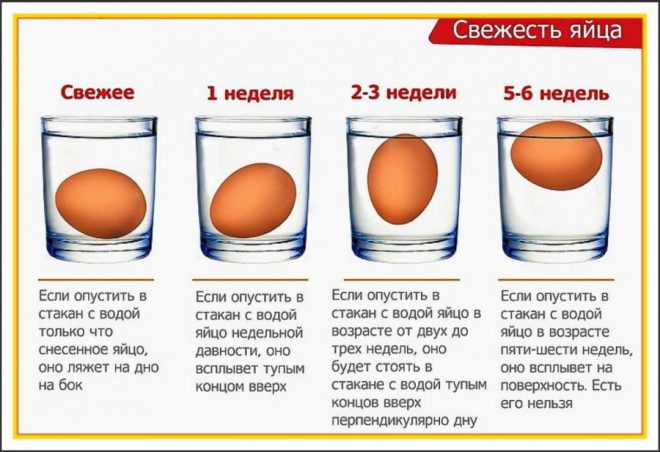 Свежесть яйца
Свежее
1 неделя
2-3 недели
5-6 недель
Если опустить в
стакан с водой
только что
снесенное яйцо,
оно ляжет на дно
на бок
Если опустить в
стакан с водой
яйцо недельной
давности, оно
всплывет тупым
концом вверх
Если опустить в
стакан с водой яйцо в
возрасте от двух до
трех недель, оно
будет стоять в
стакане с водой тупым
концов вверх
перпендикулярно дну
Если опустить в
стакан с водой
яйцо в возрасте
пяти-шести недель,
оно всплывет на
поверхность. Есть
его нельзя